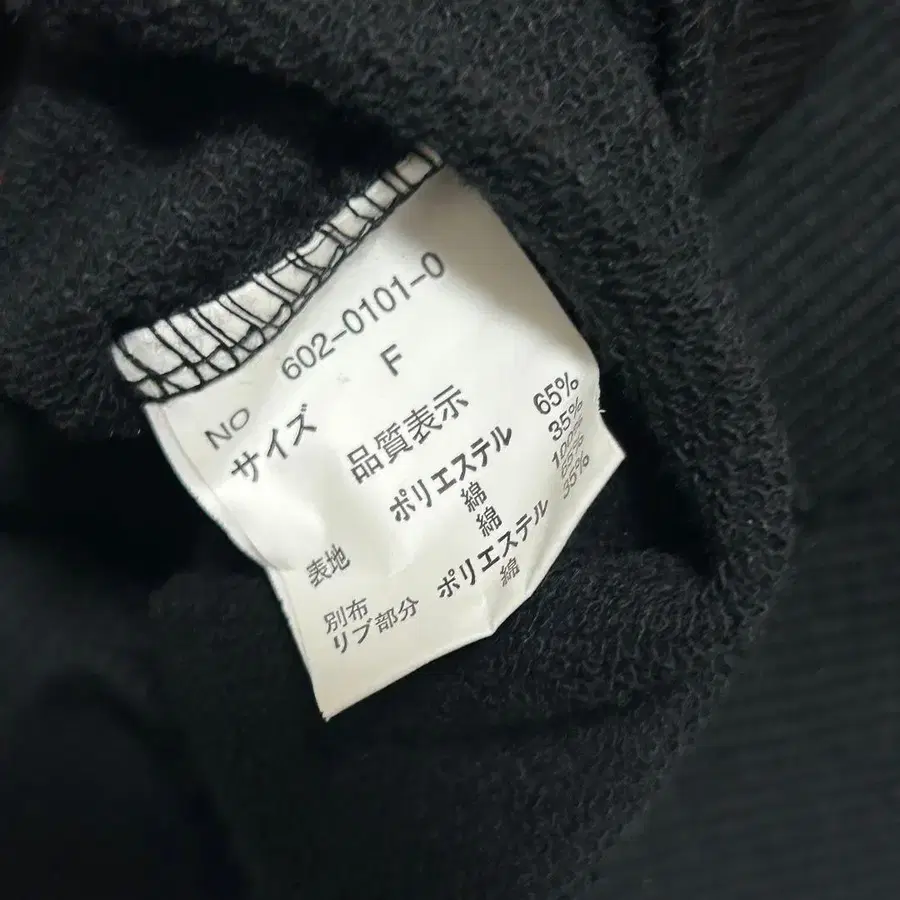 NO 602-0101-0
サイズ F
品質表示
表地 ポリエステル 65%
綿 35%
別布 綿 100%
リブ部分 ポリエステル 65%
綿 35%